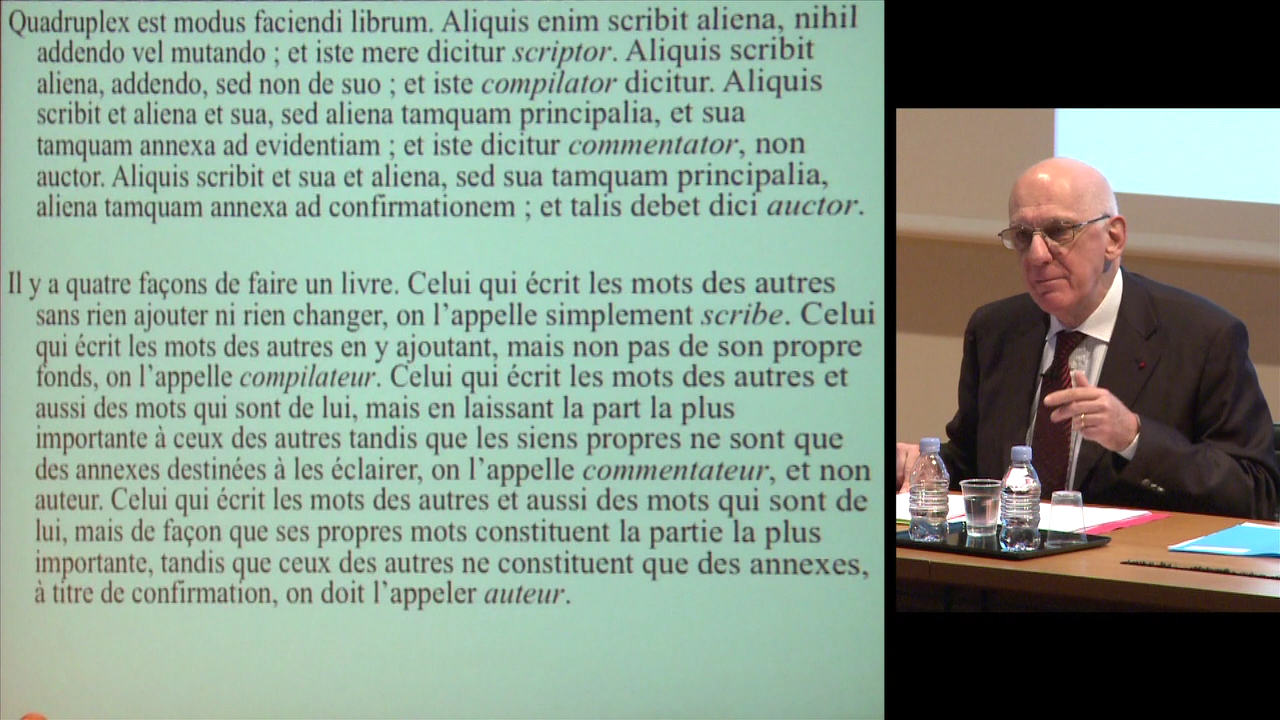 Quadruplex est modus faciendi librum. Aliquis enim scribit aliena, nihil
addendo vel mutando ; et iste mere dicitur scriptor. Aliquis scribit
aliena, addendo, sed non de suo ; et iste compilator dicitur. Aliquis
scribit et aliena et sua, sed aliena tamquam principalia, et sua
tamquam annexa ad evidentiam ; et iste dicitur commentator, non
auctor. Aliquis scribit et sua et aliena, sed sua tamquam principalia,
aliena tamquam annexa ad confirmationem ; et talis debet dici auctor.
Il y a quatre façons de faire un livre. Celui qui écrit les mots des autres
sans rien ajouter ni rien changer, on l’appelle simplement scribe. Celui
qui écrit les mots des autres en y ajoutant, mais non pas de son propre
fonds, on l’appelle compilateur. Celui qui écrit les mots des autres et
aussi des mots qui sont de lui, mais en laissant la part la plus
importante à ceux des autres tandis que les siens propres ne sont que
des annexes destinées à les éclairer, on l’appelle commentateur, et non
auteur. Celui qui écrit les mots des autres et aussi des mots qui sont de
lui, mais de façon que ses propres mots constituent la partie la plus
importante, tandis que ceux des autres ne constituent que des annexes,
à titre de confirmation, on doit l’appeler auteur.